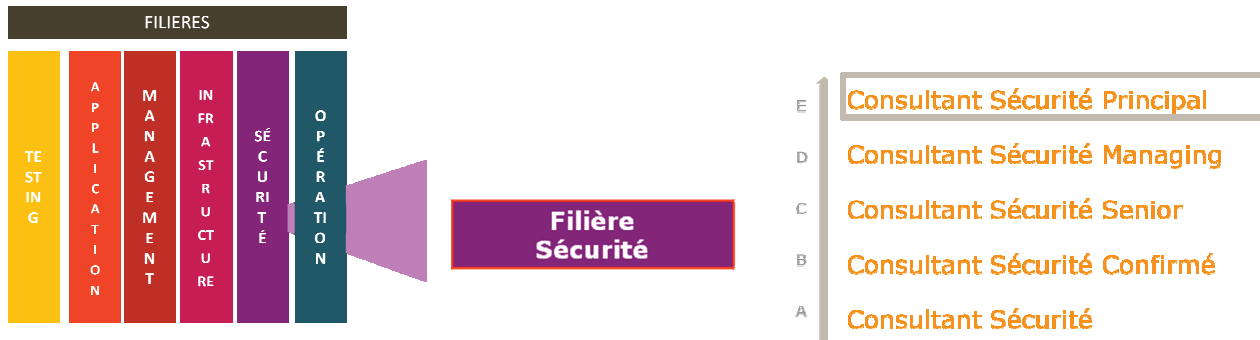 FILIERES
TESTING
APPLICATION
MANAGEMENT
INFRASTRUCTURE
SÉCURITÉ
OPÉRATION
Filière
Sécurité
E Consultant Sécurité Principal
D Consultant Sécurité Managing
C Consultant Sécurité Senior
B Consultant Sécurité Confirmé
A Consultant Sécurité